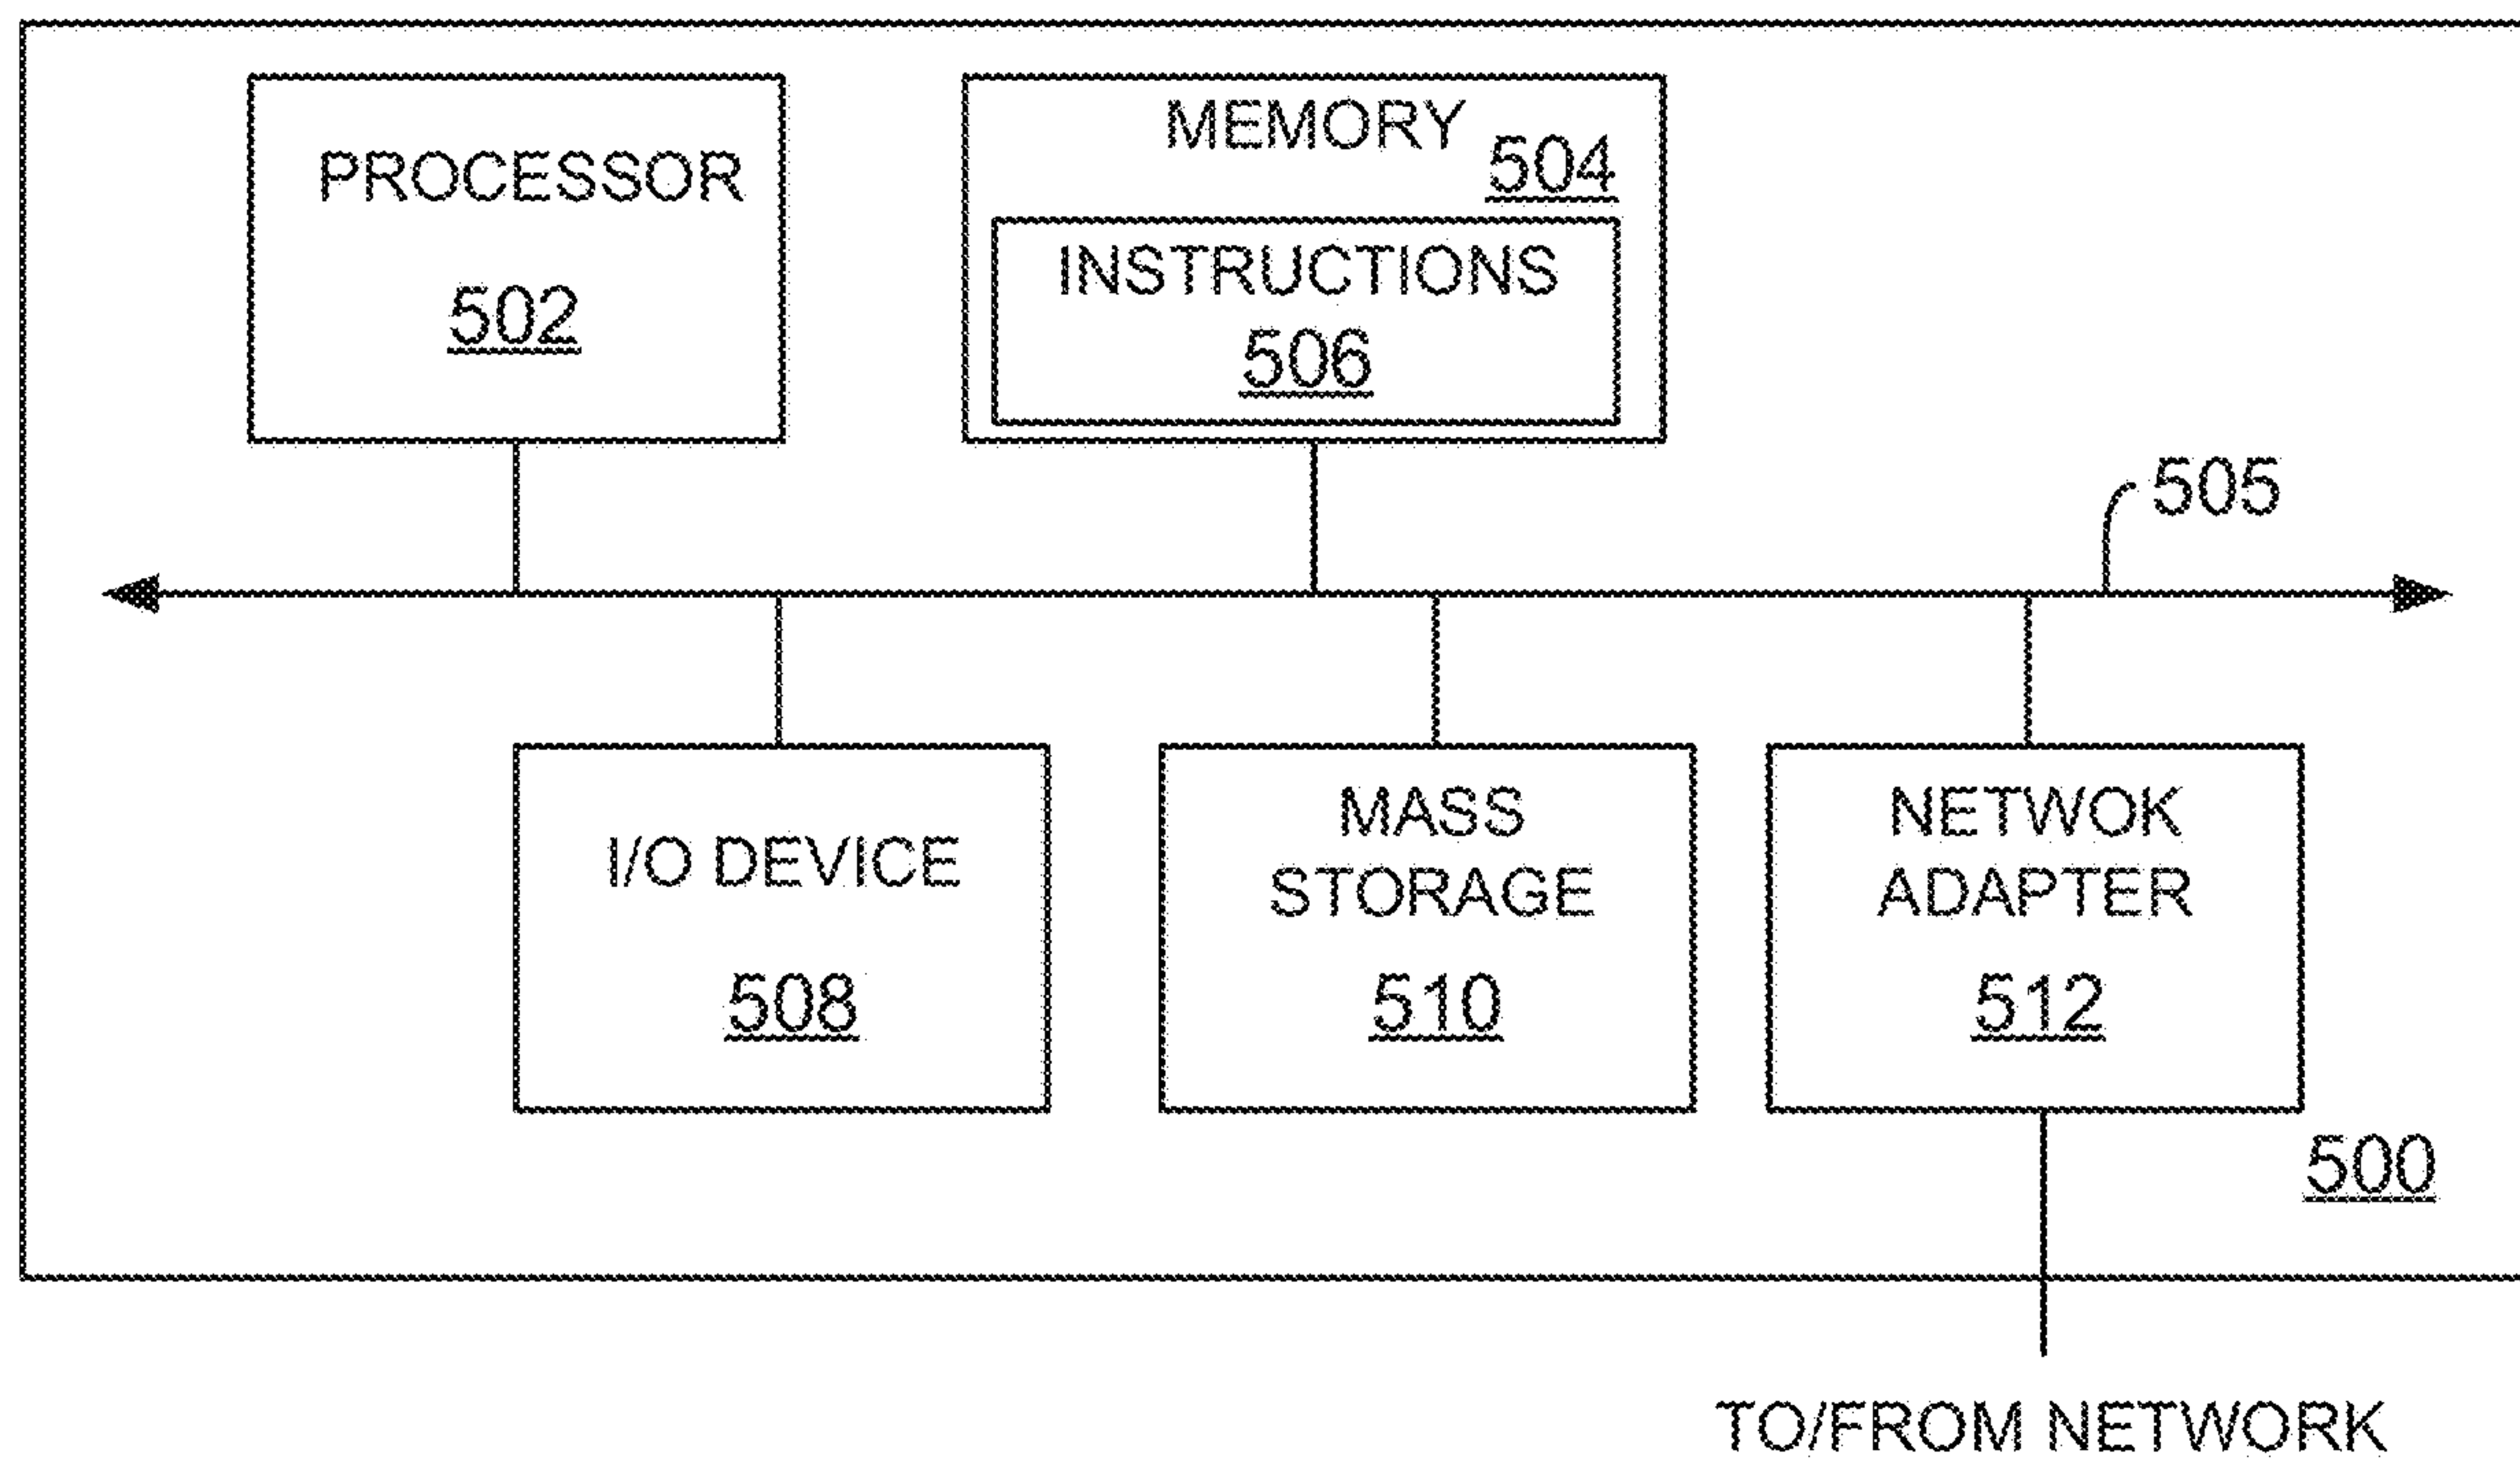 PROCESSOR
502
MEMORY
504
INSTRUCTIONS
506
505
I/O DEVICE
508
MASS
STORAGE
510
NETWOK
ADAPTER
512
500
TO/FROM NETWORK